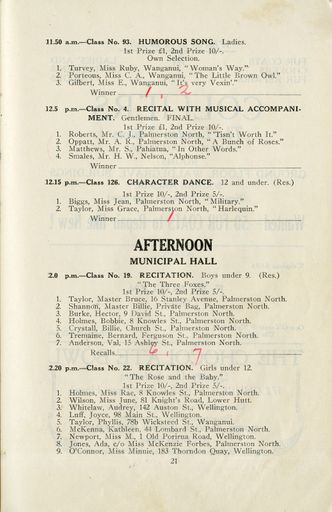 11.50 a.m.—Class No. 93. HUMOROUS SONG. Ladies.
1st Prize £1, 2nd Prize 10/-.
Own Selection.
1. Turvey, Miss Ruby, Wanganui, "Woman's Way."
2. Porteous, Miss C. A., Wanganui, "The Little Brown Owl."
3. Gilbert, Miss E., Wanganui, "It's very Vexin'."
Winner 1, 2
12.5 p.m.—Class No. 4. RECITAL WITH MUSICAL ACCOMPANI-
MENT. Gentlemen. FINAL.
1st Prize £1, 2nd Prize 10/-.
1. Roberts, Mr. C. J., Palmerston North, "Tisn't Worth It."
2. Oppatt, Mr. A. R., Palmerston North, "A Bunch of Roses."
3. Matthews, Mr. S., Pahiatua, "In Other Words."
4. Smales, Mr. H. W., Nelson, "Alphonse."
Winner
12.15 p.m.—Class 126. CHARACTER DANCE. 12 and under. (Res.)
1st Prize 10/-, 2nd Prize 5/-.
1. Biggs, Miss Jean, Palmerston North, "Military."
2. Taylor, Miss Grace, Palmerston North, "Harlequin."
Winner 1
AFTERNOON
MUNICIPAL HALL
2.0 p.m.—Class No. 19. RECITATION. Boys under 9. (Res.)
"The Three Foxes."
1st Prize 10/-, 2nd Prize 5/-.
1. Taylor, Master Bruce, 16 Stanley Avenue, Palmerston North.
2. Shannon, Master Billie, Private Bag, Palmerston North.
3. Burke, Hector, 9 David St., Palmerston North.
4. Holmes, Bobbie, 8 Knowles St., Palmerston North.
5. Crystall, Billie, Church St., Palmerston North.
6. Tremaine, Bernard, Ferguson St., Palmerston North.
7. Anderson, Val, 15 Ashley St., Palmerston North.
Recalls 6, 7
2.20 p.m.—Class No. 22. RECITATION. Girls under 12.
"The Rose and the Baby."
1st Prize 10/-, 2nd Prize 5/-.
1. Holmes, Miss Rae, 8 Knowles St., Palmerston North.
2. Wilson, Miss June, 81 Knight's Road, Lower Hutt.
3. Whitelaw, Audrey, 142 Auston St., Wellington.
4. Luff, Joyce, 98 Main St., Wellington.
5. Taylor, Phyllis, 78b Wicksteed St., Wanganui.
6. McKenna, Kathleen, 44 Lombard St., Palmerston North.
7. Newport, Miss M., 1 Old Porirua Road, Wellington.
8. Jones, Ada, c/o Miss McKenzie Forbes, Palmerston North.
9. O'Connor, Miss Minnie, 183 Thorndon Quay, Wellington.
21